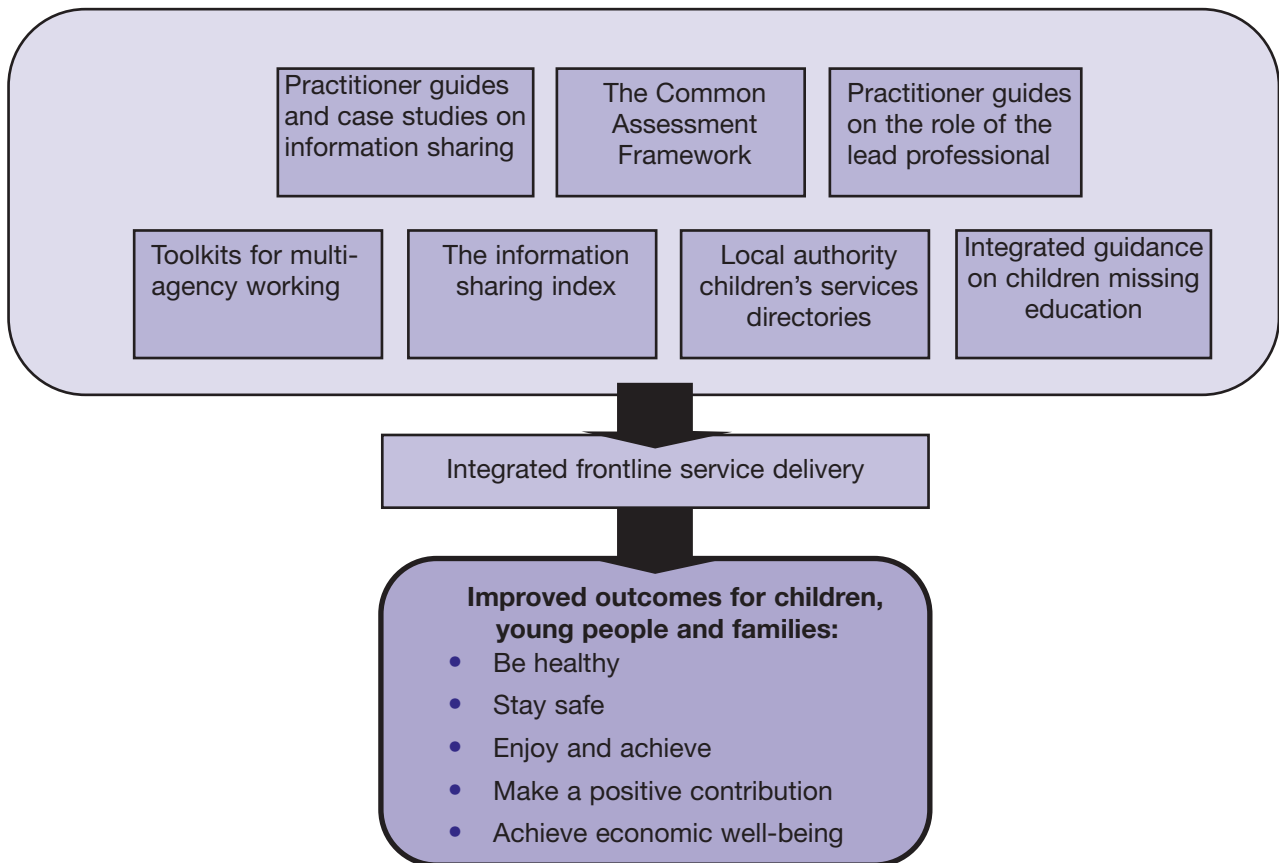 Practitioner guides
and case studies on
information sharing
The Common
Assessment
Framework
Practitioner guides
on the role of the
lead professional
Toolkits for multi-
agency working
The information
sharing index
Local authority
children’s services
directories
Integrated guidance
on children missing
education
Integrated frontline service delivery
Improved outcomes for children,
young people and families:
• Be healthy
• Stay safe
• Enjoy and achieve
• Make a positive contribution
• Achieve economic well-being